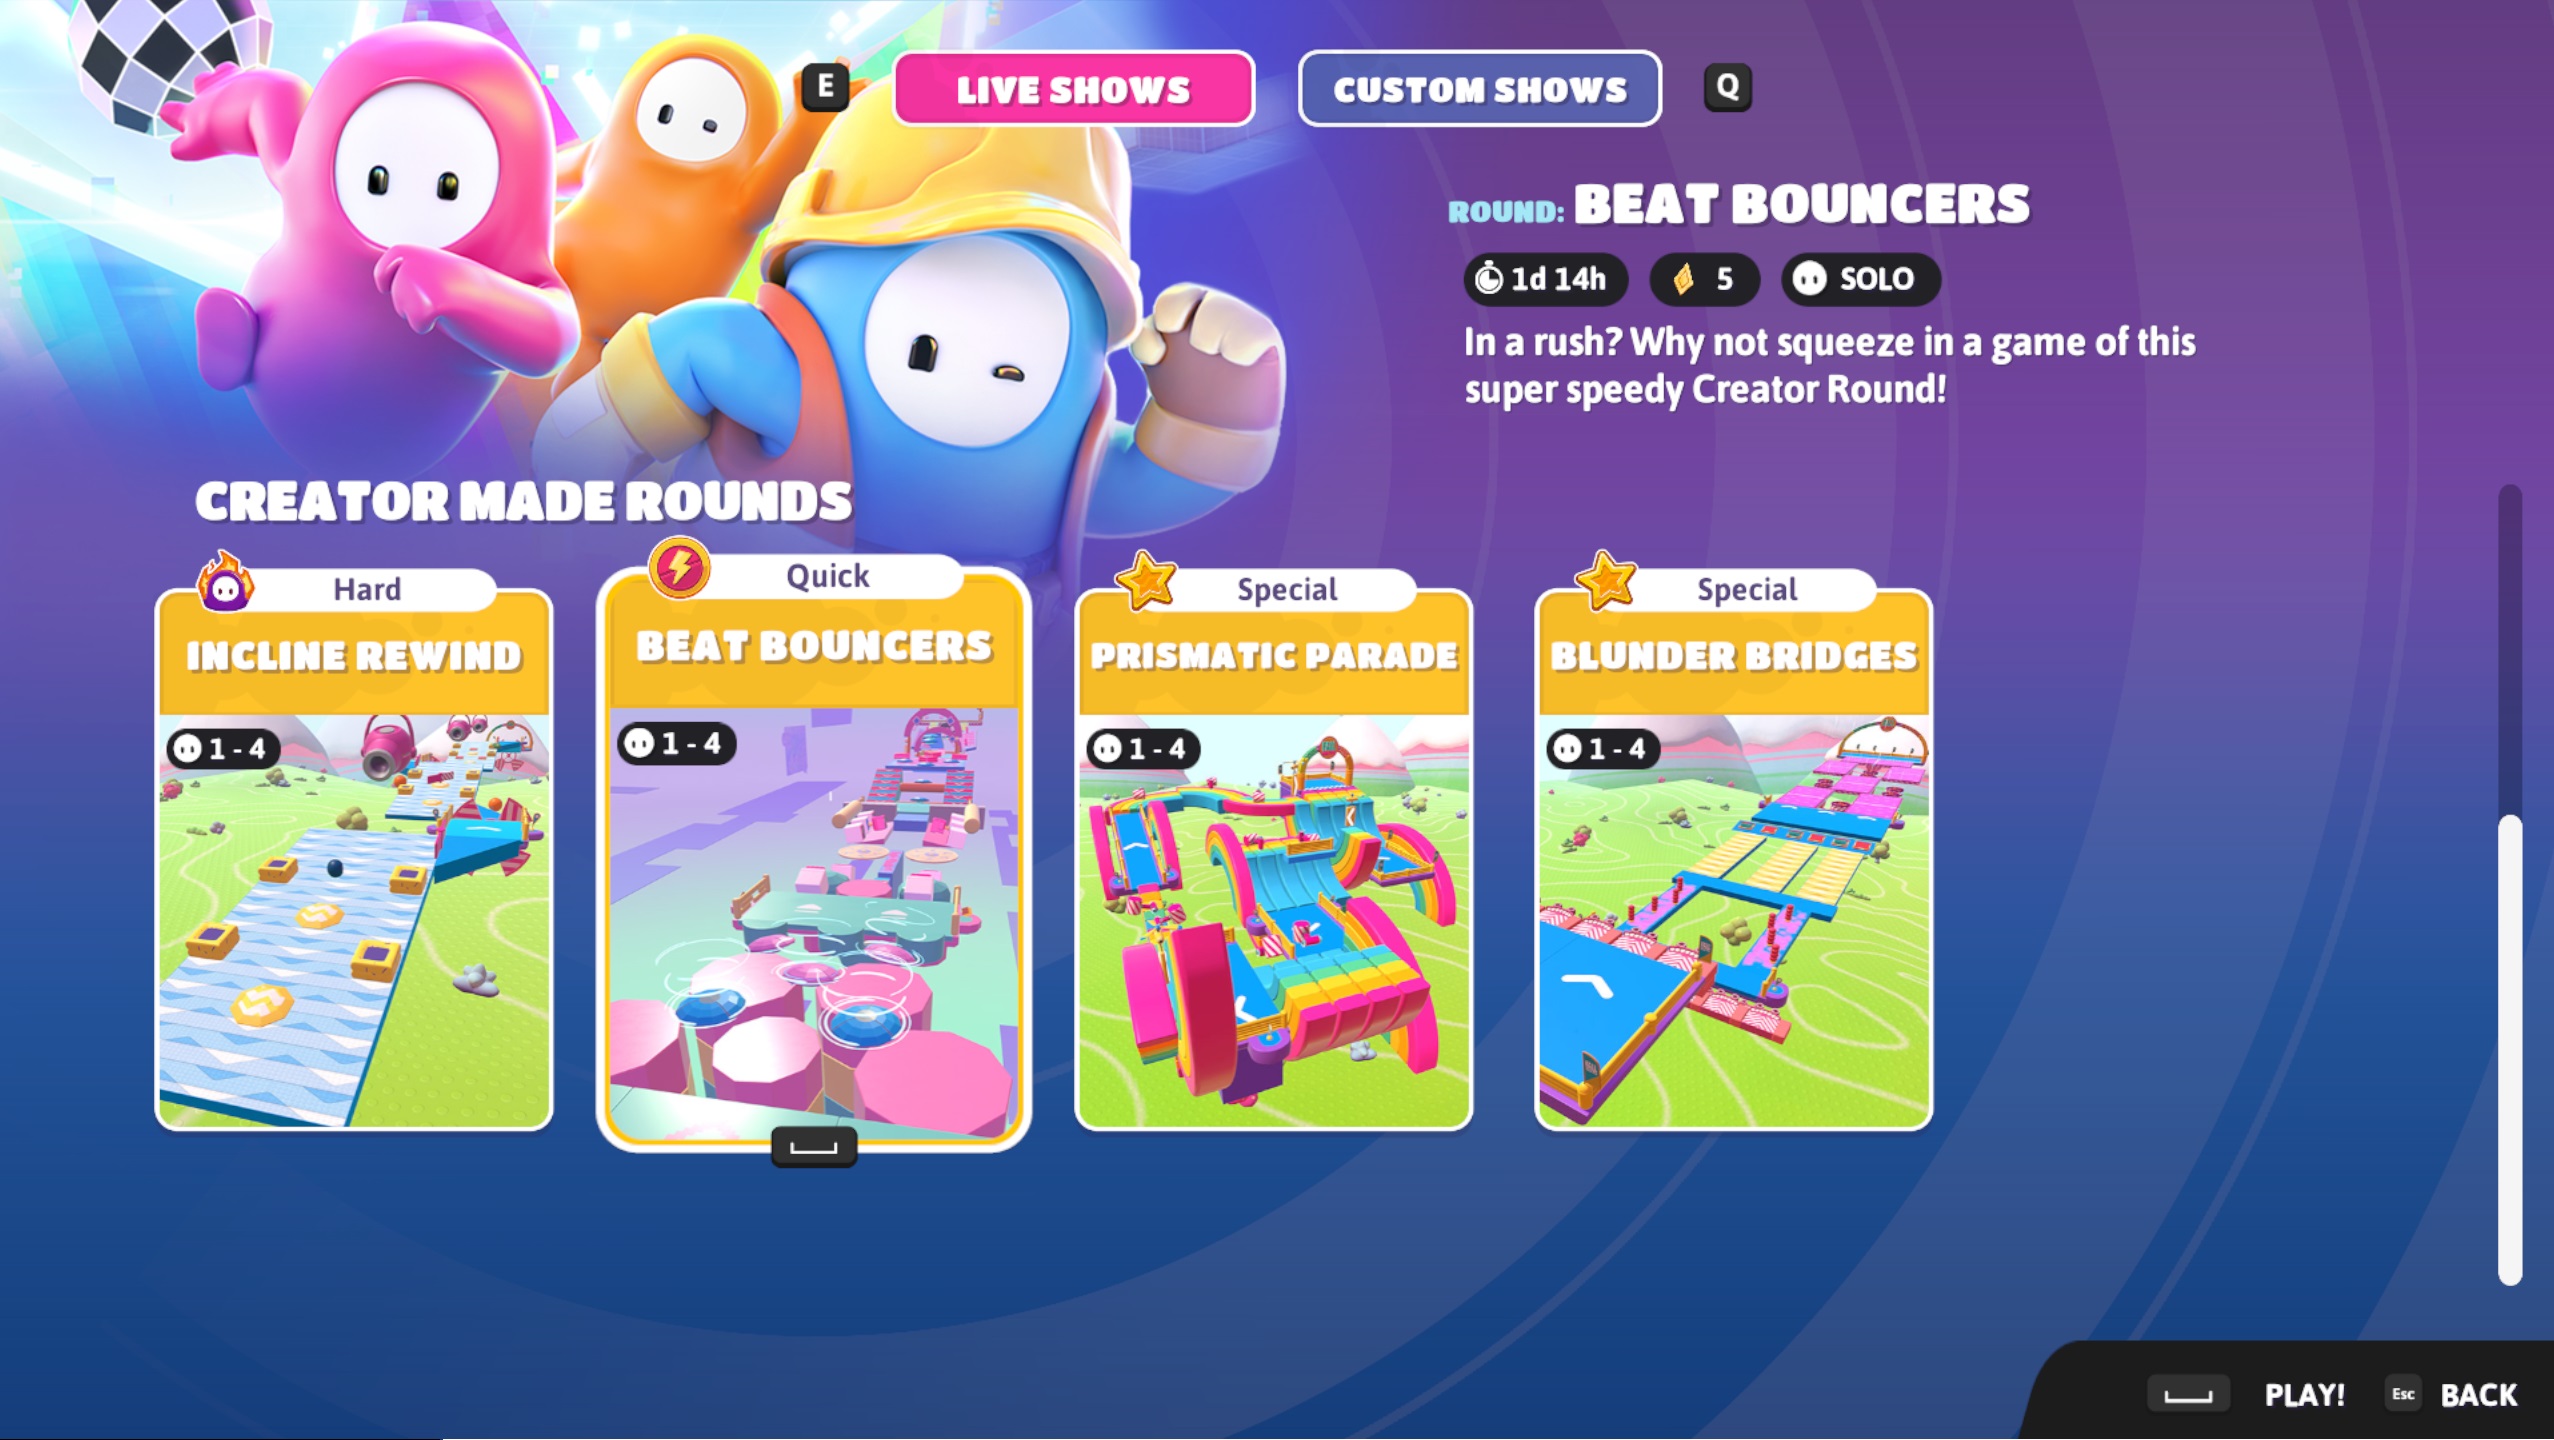 E
LIVE SHOWS
CUSTOM SHOWS
Q
ROUND: BEAT BOUNCERS
1d 14h
5
SOLO
In a rush? Why not squeeze in a game of this
super speedy Creator Round!
CREATOR MADE ROUNDS
Hard
INCLINE REWIND
1 - 4
Quick
BEAT BOUNCERS
1 - 4
Special
PRISMATIC PARADE
1 - 4
Special
BLUNDER BRIDGES
1 - 4
PLAY!
Esc
BACK